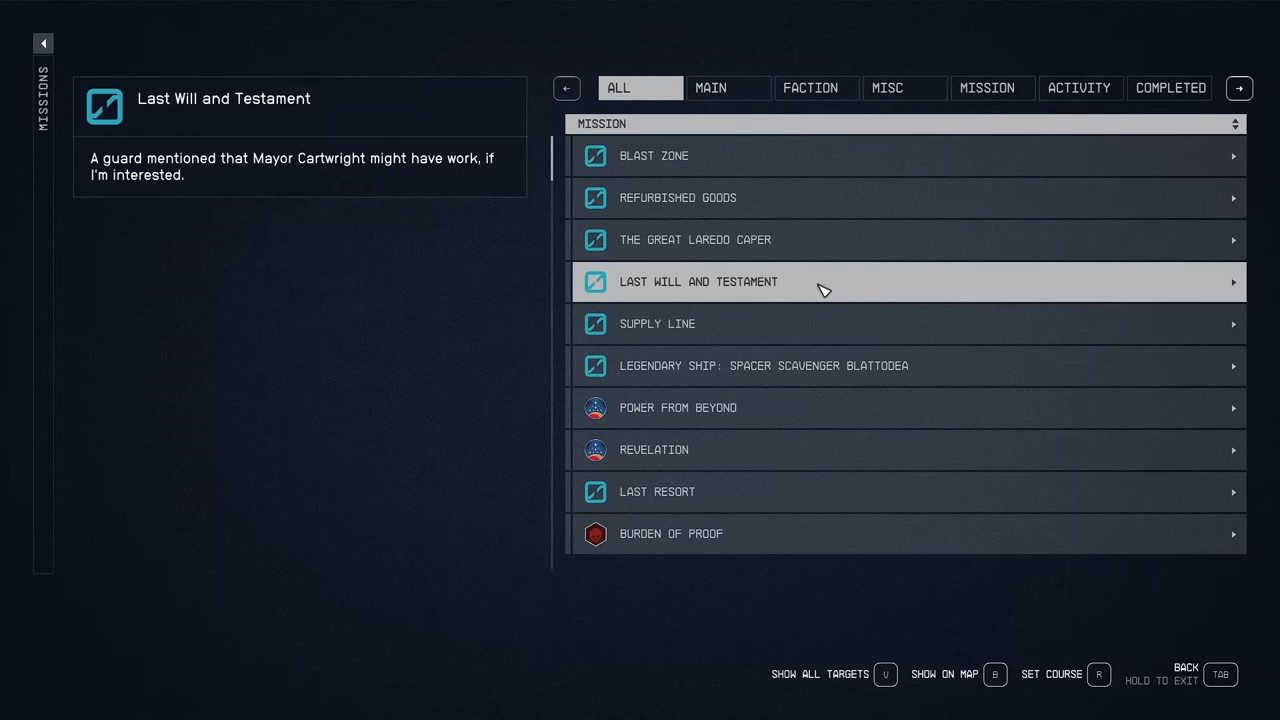 MISSIONS
Last Will and Testament
A guard mentioned that Mayor Cartwright might have work, if
I'm interested.
ALL MAIN FACTION MISC MISSION ACTIVITY COMPLETED
MISSION
BLAST ZONE
REFURBISHED GOODS
THE GREAT LAREDO CAPER
LAST WILL AND TESTAMENT
SUPPLY LINE
LEGENDARY SHIP: SPACER SCAVENGER BLATTODEA
POWER FROM BEYOND
REVELATION
LAST RESORT
BURDEN OF PROOF
SHOW ALL TARGETS U SHOW ON MAP B SET COURSE R BACK TAB
HOLD TO EXIT